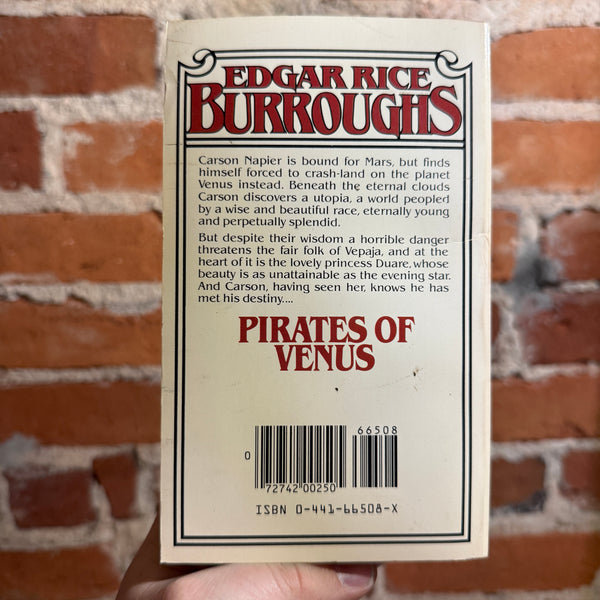 EDGAR RICE
BURROUGHS
Carson Napier is bound for Mars, but finds
himself forced to crash-land on the planet
Venus instead. Beneath the eternal clouds
Carson discovers a utopia, a world peopled
by a wise and beautiful race, eternally young
and perpetually splendid.
But despite their wisdom a horrible danger
threatens the fair folk of Vepaja, and at the
heart of it is the lovely princess Duare, whose
beauty is as unattainable as the evening star.
And Carson, having seen her, knows he has
met his destiny....
PIRATES OF
VENUS
66508
0
72742 00250
ISBN 0-441-66508-X